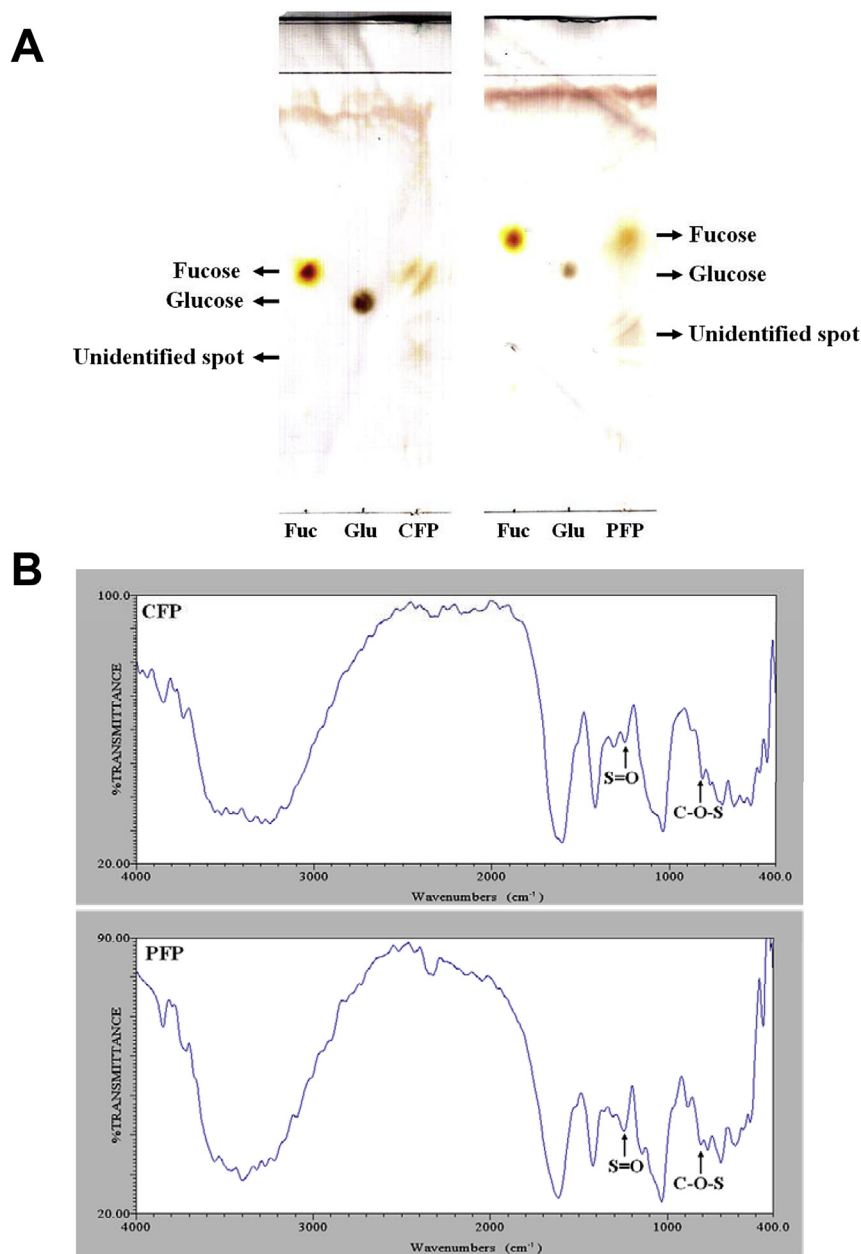 A
Fucose
Glucose
Unidentified spot
Fucose
Glucose
Unidentified spot
Fuc Glu CFP
Fuc Glu PFP
B
CFP
100.0
%TRANSMITTANCE
20.00
S=O
C-O-S
4000 3000 2000 1000 400.0
Wavenumbers (cm-1)
PFP
90.00
%TRANSMITTANCE
20.00
S=O
C-O-S
4000 3000 2000 1000 400.0
Wavenumbers (cm-1)